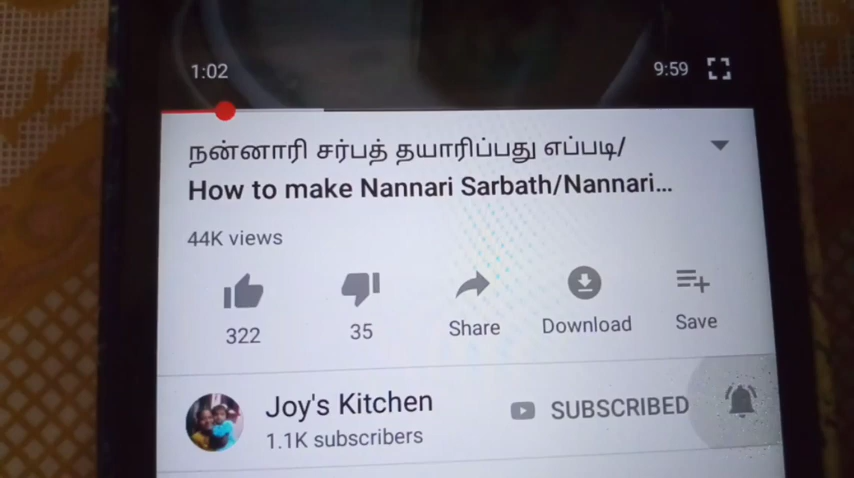 1:02 9:59
நன்னாரி சர்பத் தயாரிப்பது எப்படி/
How to make Nannari Sarbath/Nannari...
44K views
322 35 Share Download Save
Joy's Kitchen SUBSCRIBED
1.1K subscribers